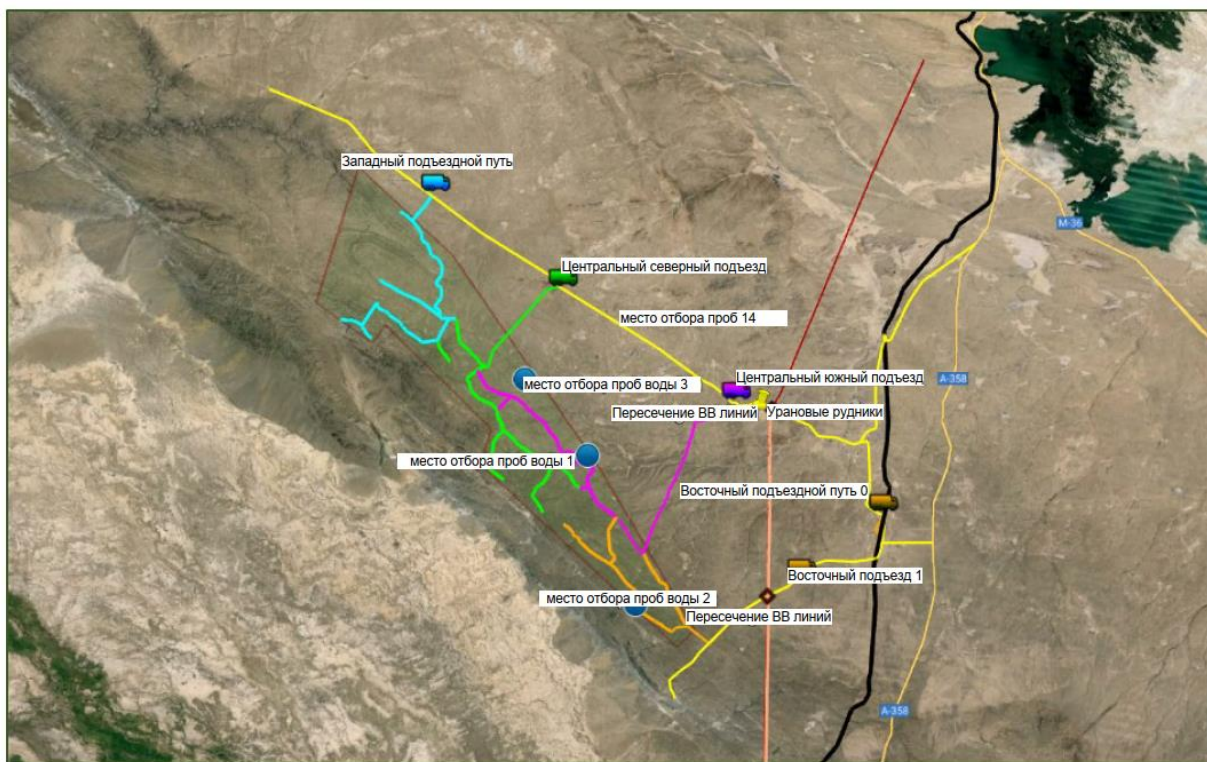 Западный подъездной путь
М-36
Центральный северный подъезд
место отбора проб 14
Центральный южный подъезд
А-358
место отбора проб воды 3
Пересечение ВВ линий
Урановые рудники
место отбора проб воды 1
Восточный подъездной путь 0
Восточный подъезд 1
место отбора проб воды 2
Пересечение ВВ линий
А-358